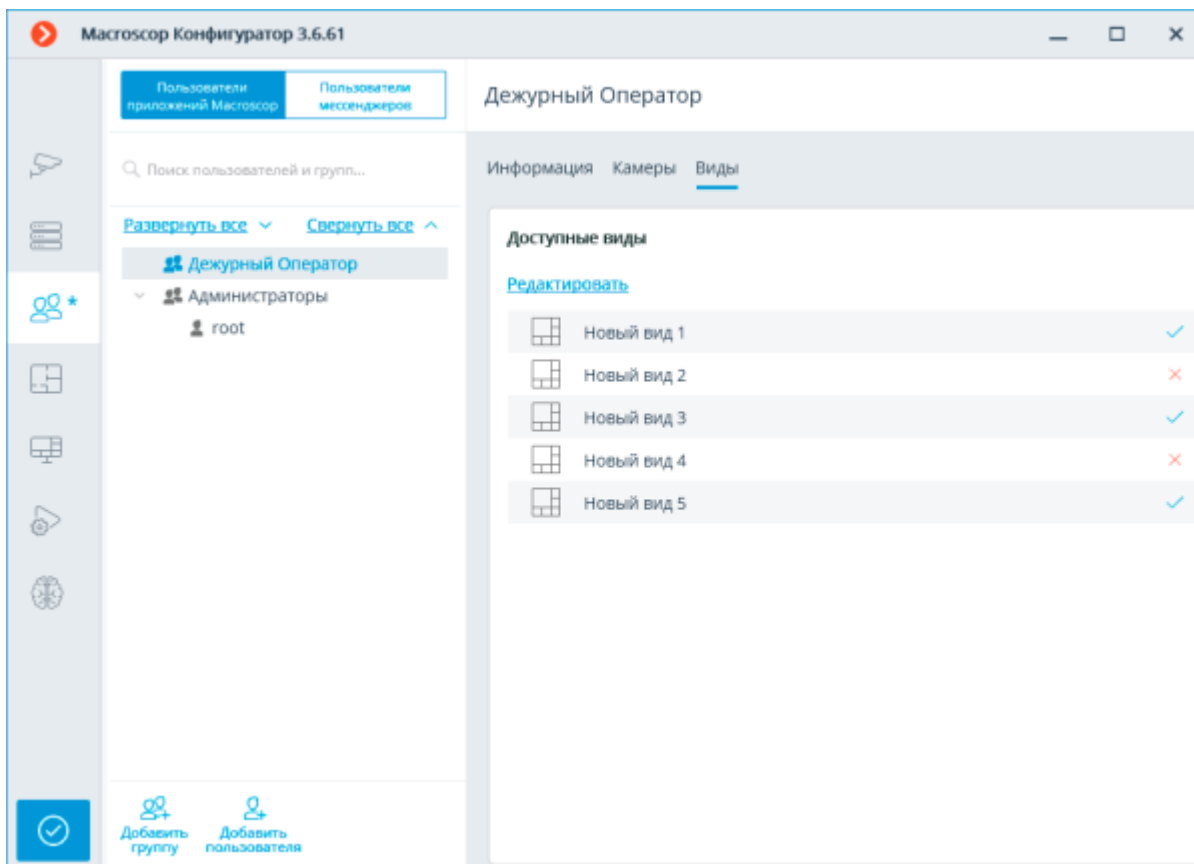 Macroscop Конфигуратор 3.6.61
Пользователи
приложений Macroscop
Пользователи
мессенджеров
Поиск пользователей и групп...
Развернуть все
Свернуть все
Дежурный Оператор
Администраторы
root
Добавить
группу
Добавить
пользователя
Дежурный Оператор
Информация Камеры Виды
Доступные виды
Редактировать
Новый вид 1
Новый вид 2
Новый вид 3
Новый вид 4
Новый вид 5